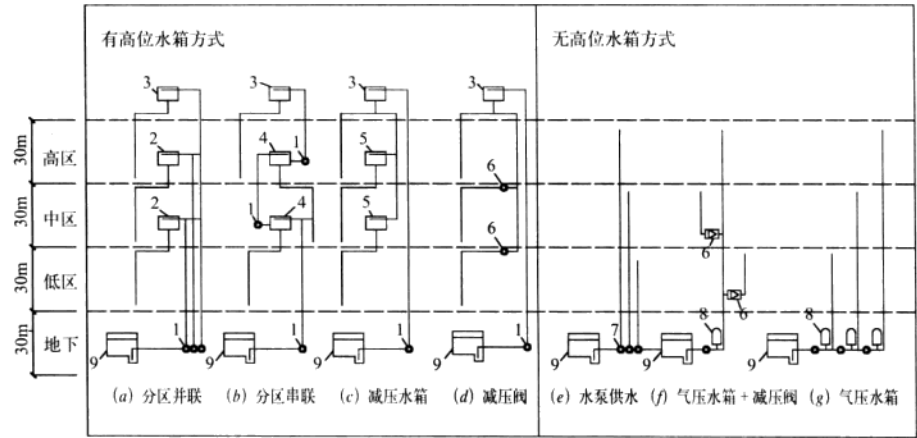 有高位水箱方式
无高位水箱方式
3 3 3 3
30m 高区 2 4 1 5 6
30m 中区 2 1 4 5 6 6
30m 低区 6
30m 地下 9 1 9 1 9 1 9 1 9 7 9 8 9 8
(a) 分区并联 (b) 分区串联 (c) 减压水箱 (d) 减压阀 (e) 水泵供水 (f) 气压水箱+减压阀 (g) 气压水箱